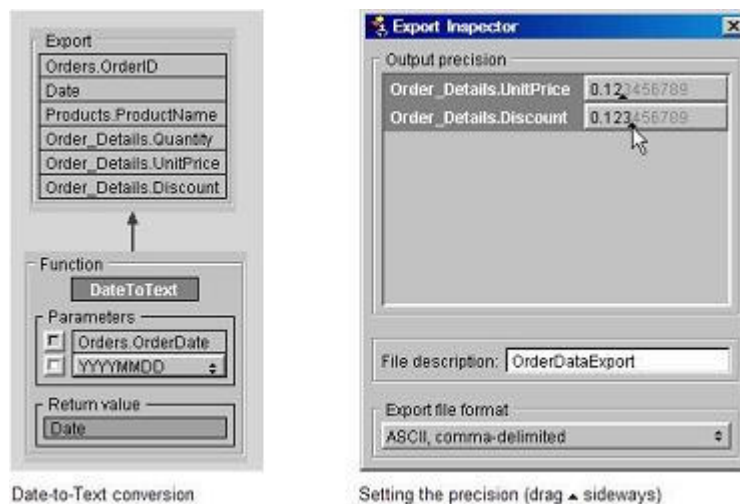 Export
Orders.OrderID
Date
Products.ProductName
Order_Details.Quantity
Order_Details.UnitPrice
Order_Details.Discount
Function
DateToText
Parameters
Orders.OrderDate
YYYYMMDD
Return value
Date
Date-to-Text conversion
Export Inspector
Output precision
Order_Details.UnitPrice 0.123456789
Order_Details.Discount 0.123456789
File description: OrderDataExport
Export file format
ASCII, comma-delimited
Setting the precision (drag ▲ sideways)